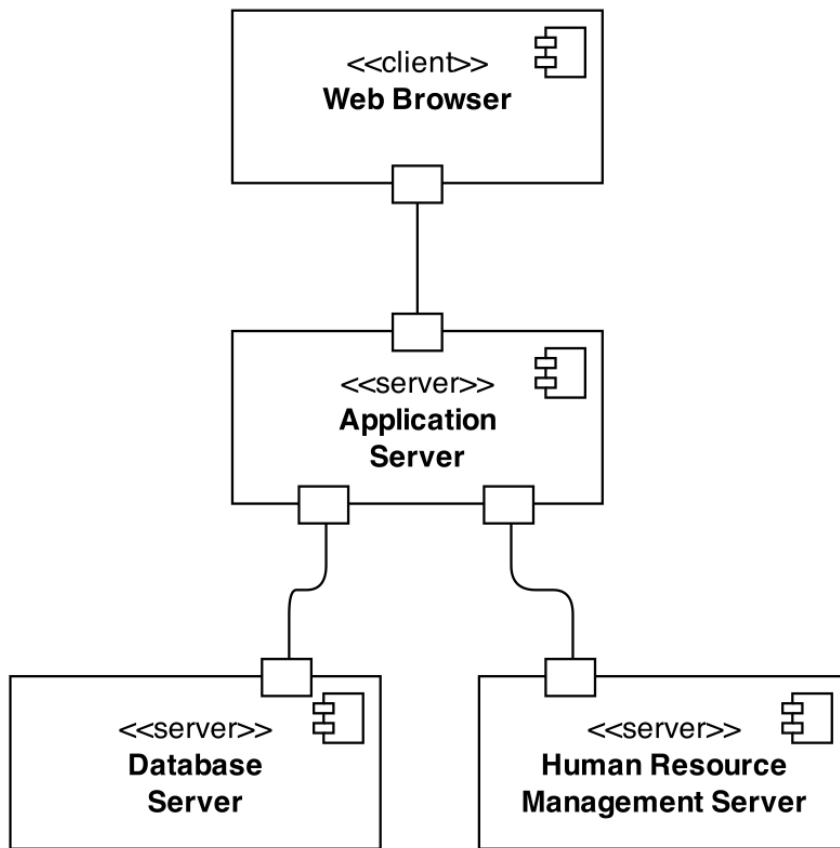 <<client>>
Web Browser
<<server>>
Application
Server
<<server>>
Database
Server
<<server>>
Human Resource
Management Server